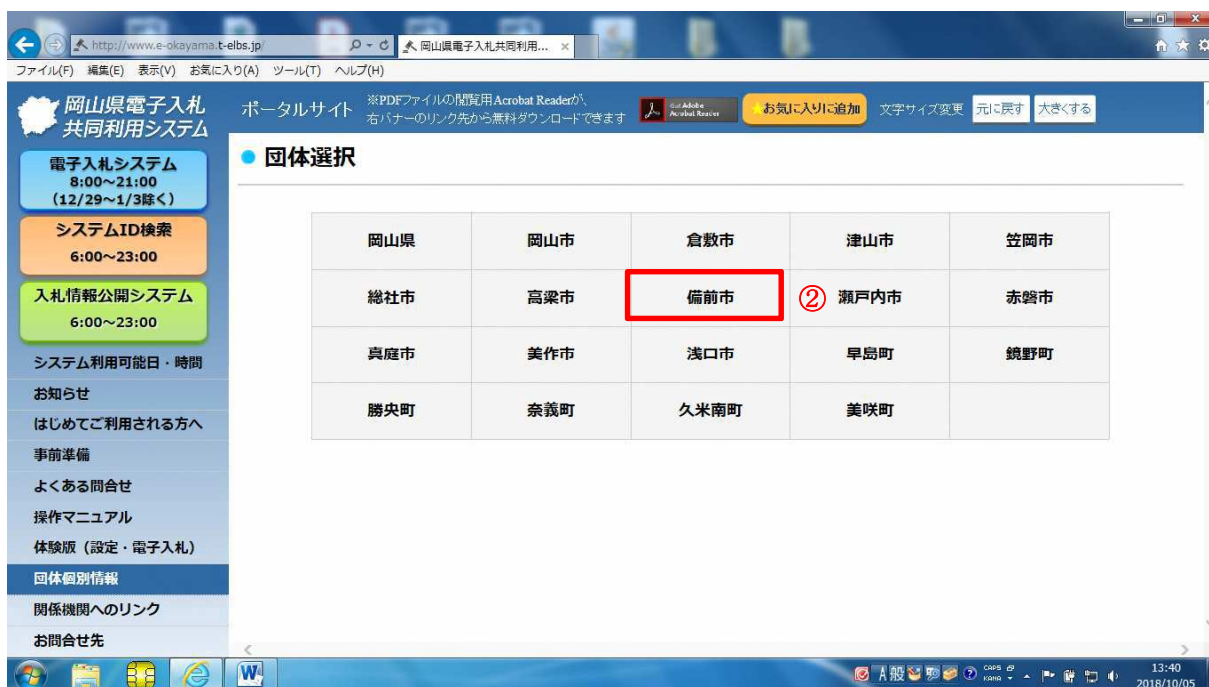 http://www.e-okayama.t-elbs.jp/
岡山県電子入札共同利用...
ファイル(F) 編集(E) 表示(V) お気に入り(A) ツール(T) ヘルプ(H)
岡山県電子入札
共同利用システム
ポータルサイト
※PDFファイルの閲覧用Acrobat Readerが、
右バナーのリンク先から無料ダウンロードできます
Get Adobe
Acrobat Reader
お気に入りに追加
文字サイズ変更 元に戻す 大きくする
電子入札システム
8:00~21:00
(12/29~1/3除く)
システムID検索
6:00~23:00
入札情報公開システム
6:00~23:00
システム利用可能日・時間
お知らせ
はじめてご利用される方へ
事前準備
よくある問合せ
操作マニュアル
体験版(設定・電子入札)
団体個別情報
関係機関へのリンク
お問合せ先
団体選択
岡山県 岡山市 倉敷市 津山市 笠岡市
総社市 高梁市 備前市 ② 瀬戸内市 赤磐市
真庭市 美作市 浅口市 早島町 鏡野町
勝央町 奈義町 久米南町 美咲町
A 般
CAPS
KANA
13:40
2018/10/05